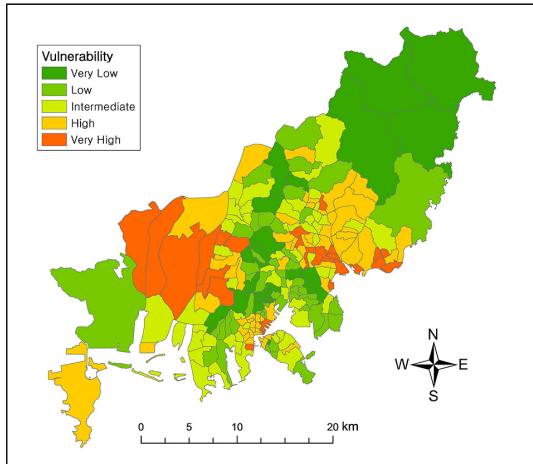 Vulnerability
Very Low
Low
Intermediate
High
Very High
N
W E
S
0 5 10 20 km